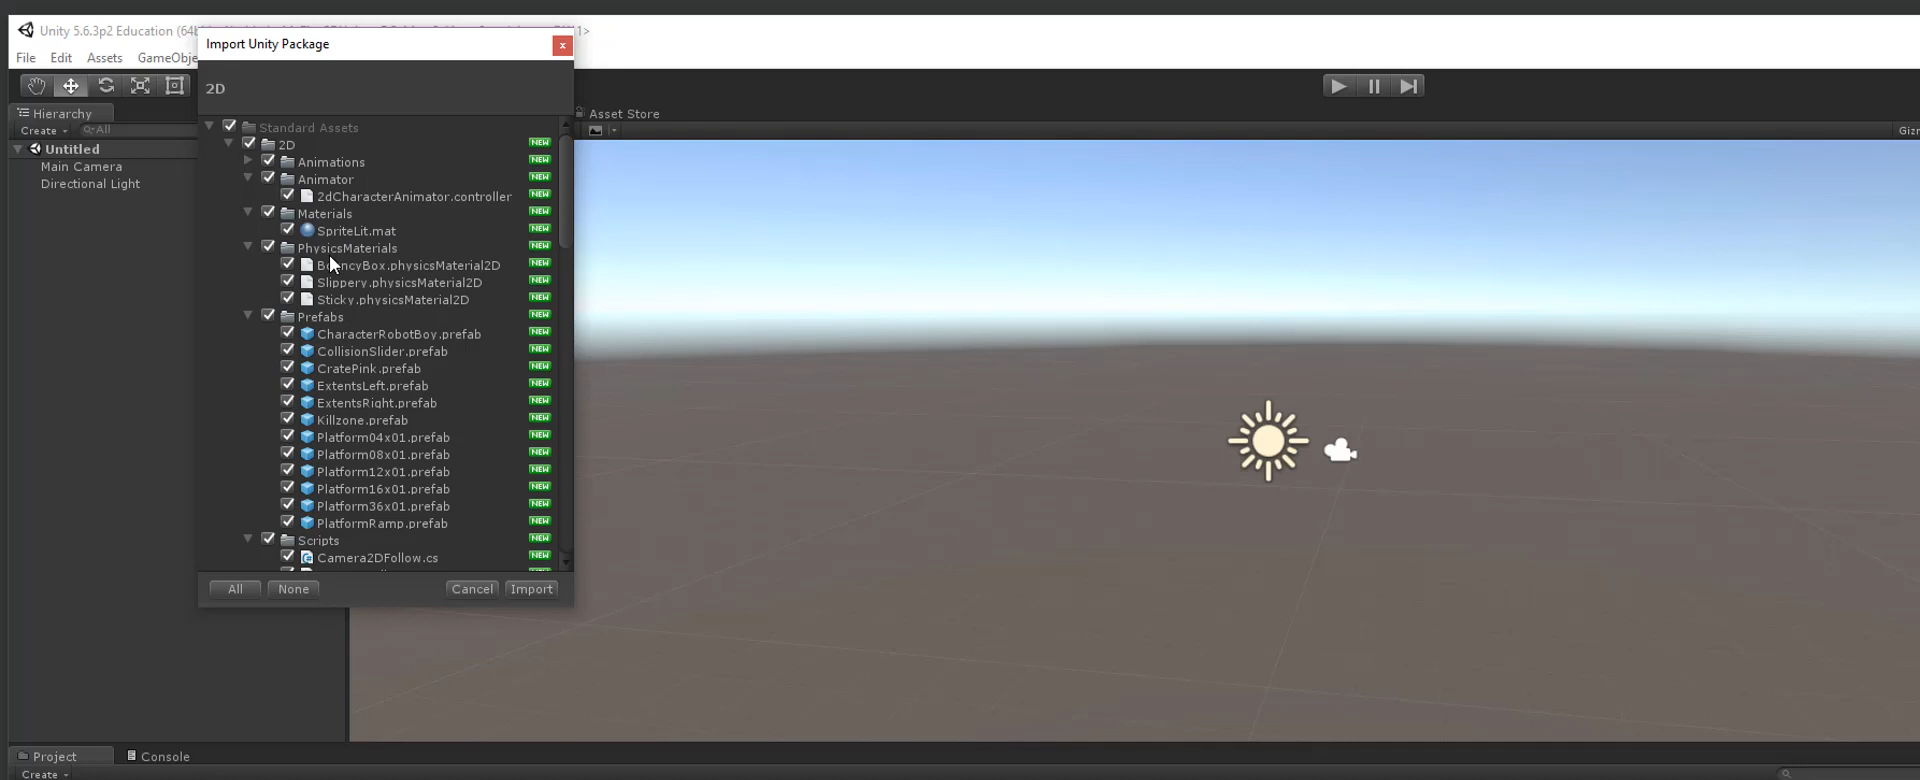 Unity 5.6.3p2 Education (64b
11>
Import Unity Package
x
File Edit Assets GameObje
2D
Hierarchy
Asset Store
Create All
Gizr
Untitled
Main Camera
Directional Light
Standard Assets
2D NEW
Animations NEW
Animator NEW
2dCharacterAnimator.controller NEW
Materials NEW
SpriteLit.mat NEW
PhysicsMaterials NEW
BouncyBox.physicsMaterial2D NEW
Slippery.physicsMaterial2D NEW
Sticky.physicsMaterial2D NEW
Prefabs NEW
CharacterRobotBoy.prefab NEW
CollisionSlider.prefab NEW
CratePink.prefab NEW
ExtentsLeft.prefab NEW
ExtentsRight.prefab NEW
Killzone.prefab NEW
Platform04x01.prefab NEW
Platform08x01.prefab NEW
Platform12x01.prefab NEW
Platform16x01.prefab NEW
Platform36x01.prefab NEW
PlatformRamp.prefab NEW
Scripts NEW
Camera2DFollow.cs NEW
All None Cancel Import
Project Console
Create